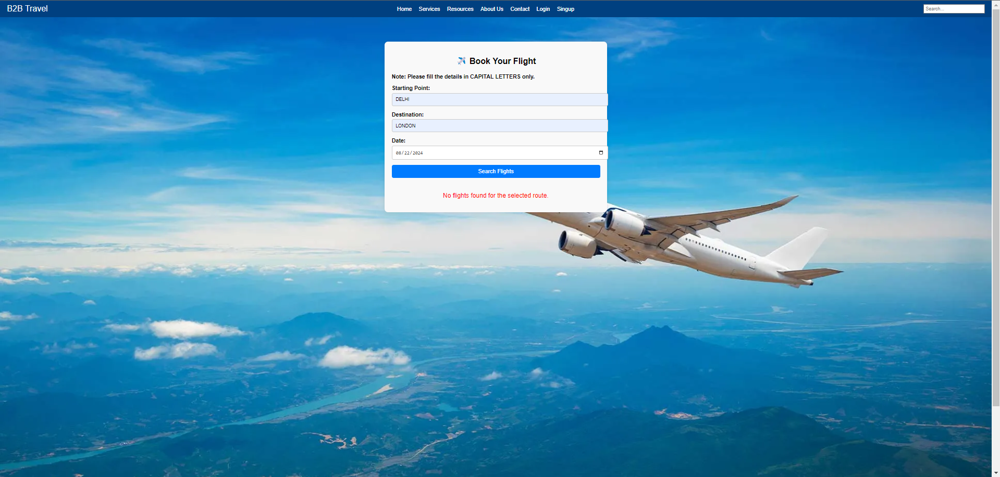 B2B Travel
Home Services Resources About Us Contact Login Singup
Search...
✈️ Book Your Flight
Note: Please fill the details in CAPITAL LETTERS only.
Starting Point:
DELHI
Destination:
LONDON
Date:
08/22/2024
Search Flights
No flights found for the selected route.